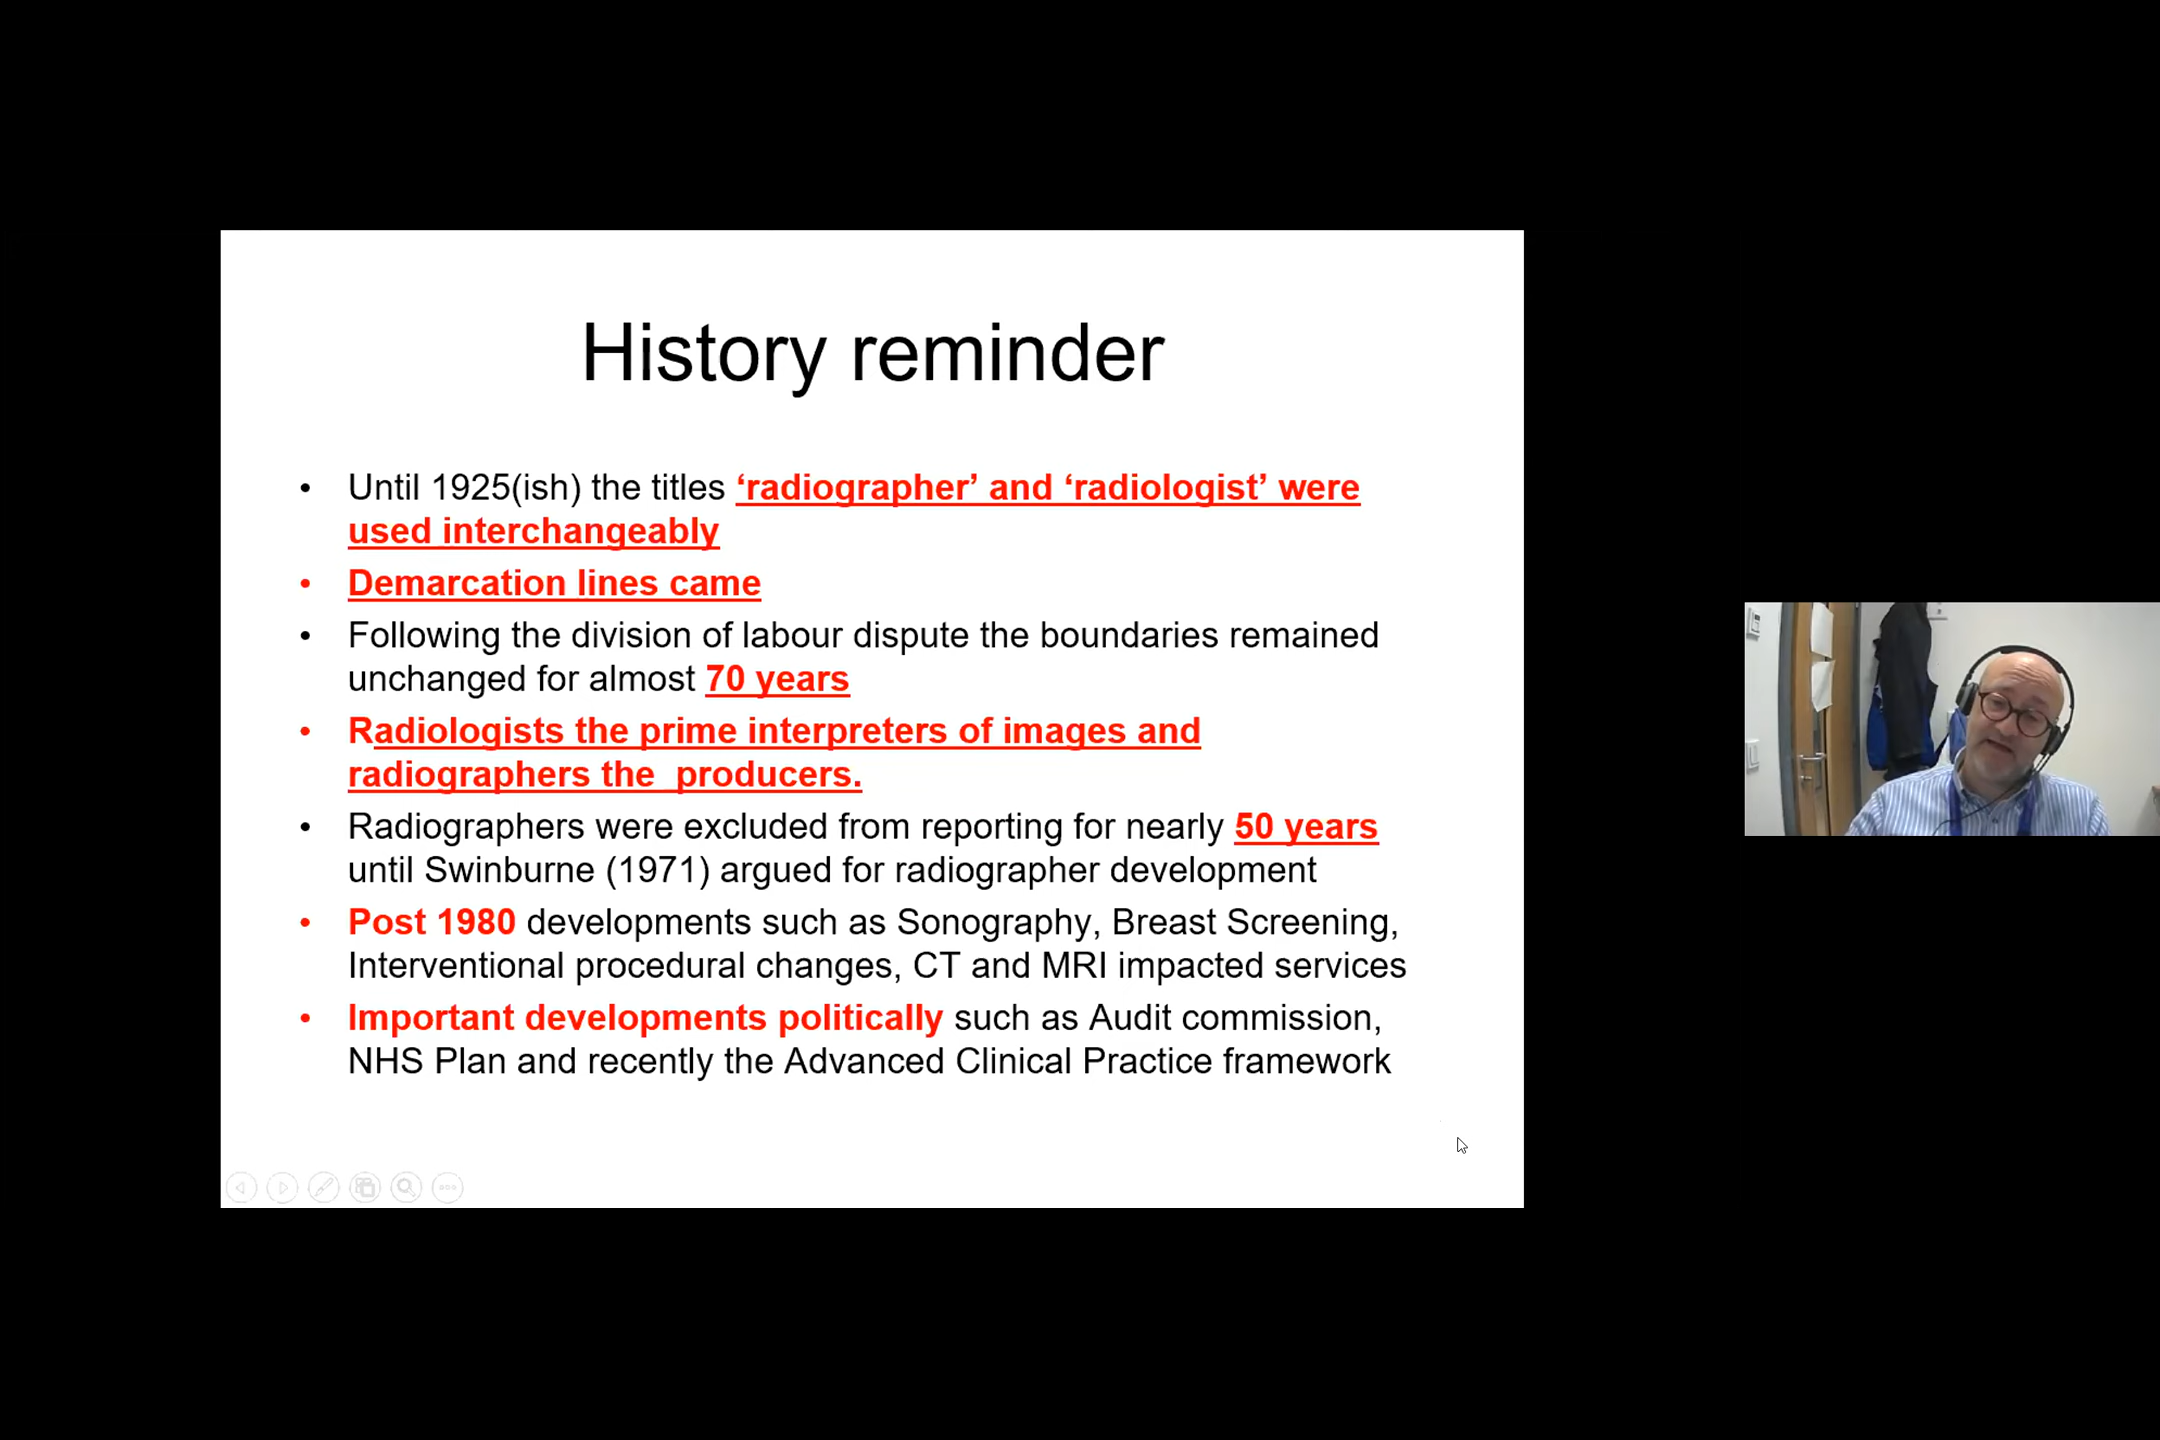 History reminder
• Until 1925(ish) the titles ‘radiographer’ and ‘radiologist’ were
used interchangeably
• Demarcation lines came
• Following the division of labour dispute the boundaries remained
unchanged for almost 70 years
• Radiologists the prime interpreters of images and
radiographers the  producers.
• Radiographers were excluded from reporting for nearly 50 years
until Swinburne (1971) argued for radiographer development
• Post 1980 developments such as Sonography, Breast Screening,
Interventional procedural changes, CT and MRI impacted services
• Important developments politically such as Audit commission,
NHS Plan and recently the Advanced Clinical Practice framework